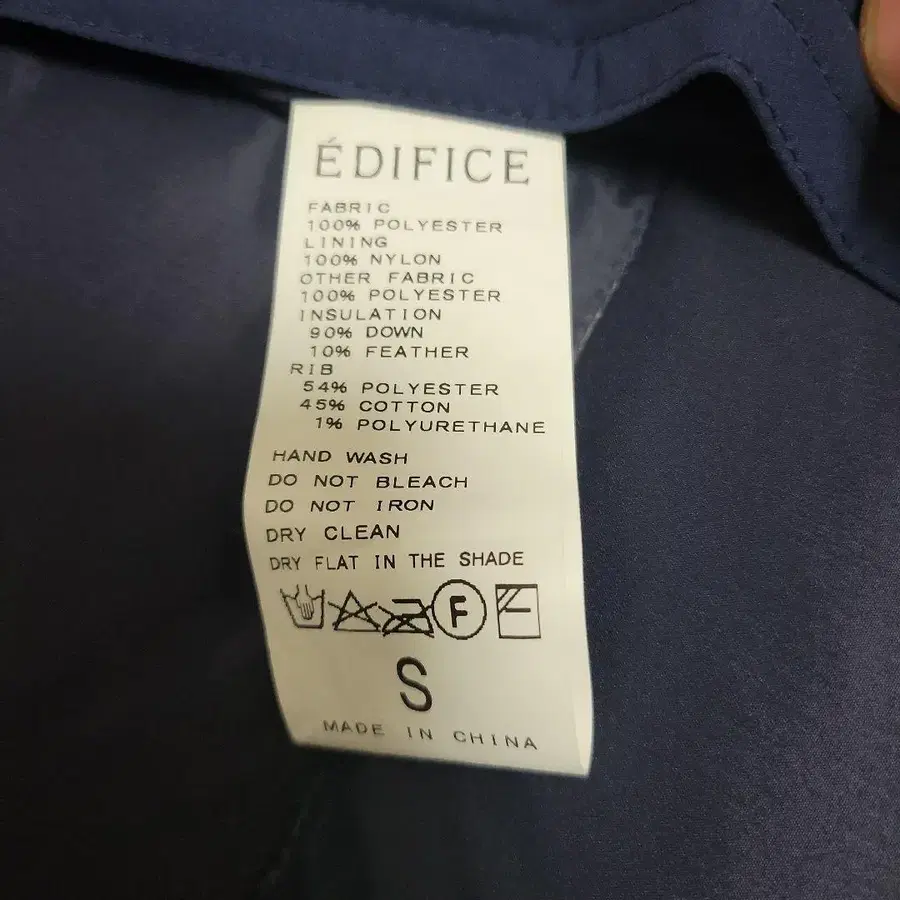 ÉDIFICE
FABRIC
100% POLYESTER
LINING
100% NYLON
OTHER FABRIC
100% POLYESTER
INSULATION
90% DOWN
10% FEATHER
RIB
54% POLYESTER
45% COTTON
1% POLYURETHANE
HAND WASH
DO NOT BLEACH
DO NOT IRON
DRY CLEAN
DRY FLAT IN THE SHADE
F
S
MADE IN CHINA